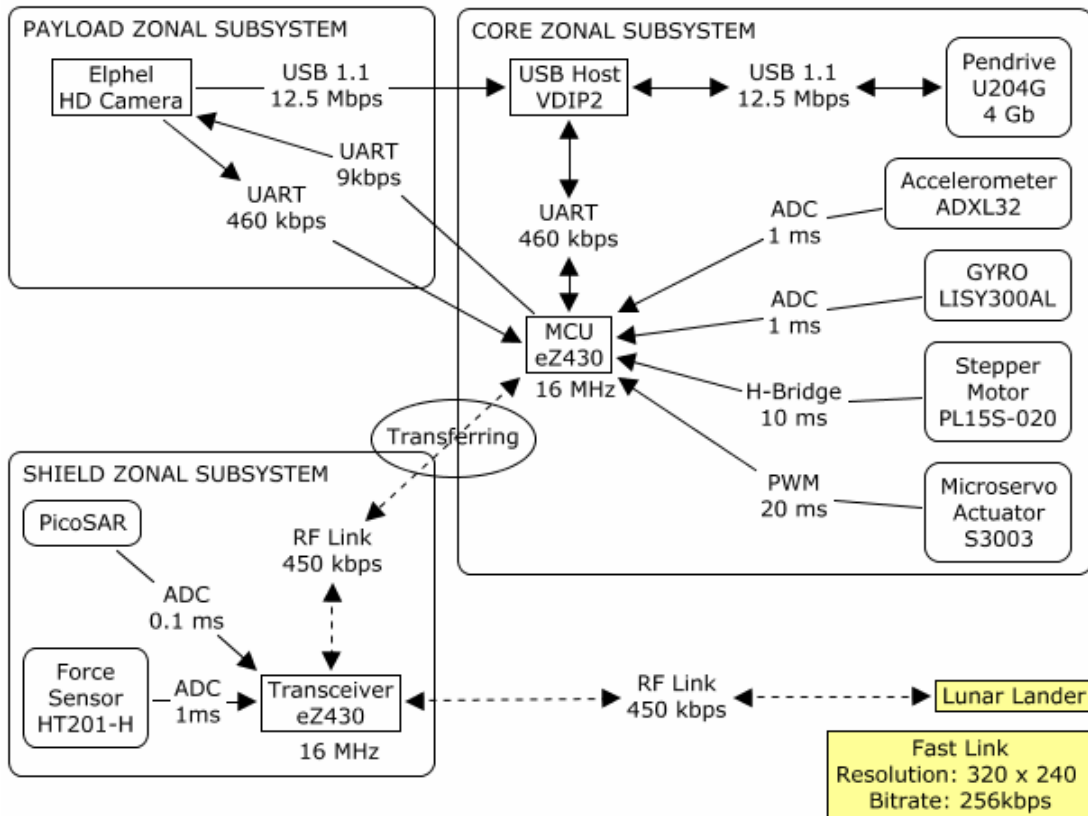 PAYLOAD ZONAL SUBSYSTEM
Elphel
HD Camera
USB 1.1
12.5 Mbps
UART
9kbps
UART
460 kbps
CORE ZONAL SUBSYSTEM
USB Host
VDIP2
USB 1.1
12.5 Mbps
Pendrive
U204G
4 Gb
UART
460 kbps
Accelerometer
ADXL32
ADC
1 ms
GYRO
LISY300AL
ADC
1 ms
MCU
eZ430
16 MHz
Stepper
Motor
PL15S-020
H-Bridge
10 ms
Microservo
Actuator
S3003
PWM
20 ms
Transferring
SHIELD ZONAL SUBSYSTEM
PicoSAR
RF Link
450 kbps
ADC
0.1 ms
Force
Sensor
HT201-H
ADC
1ms
Transceiver
eZ430
16 MHz
RF Link
450 kbps
Lunar Lander
Fast Link
Resolution: 320 x 240
Bitrate: 256kbps